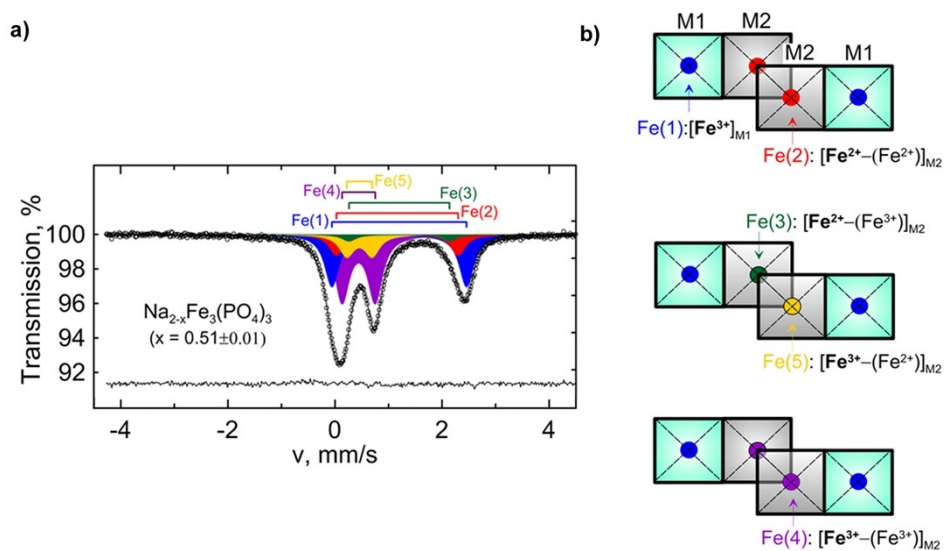 a)
Fe(5)
Fe(4)
Fe(3)
Fe(2)
Fe(1)
Transmission, %
100
98
96
94
92
Na2-xFe3(PO4)3
(x = 0.51±0.01)
-4 -2 0 2 4
v, mm/s
b)
M1 M2
M2 M1
Fe(1):[Fe3+]M1
Fe(2): [Fe2+–(Fe2+)]M2
Fe(3): [Fe2+–(Fe3+)]M2
Fe(5): [Fe3+–(Fe2+)]M2
Fe(4): [Fe3+–(Fe3+)]M2